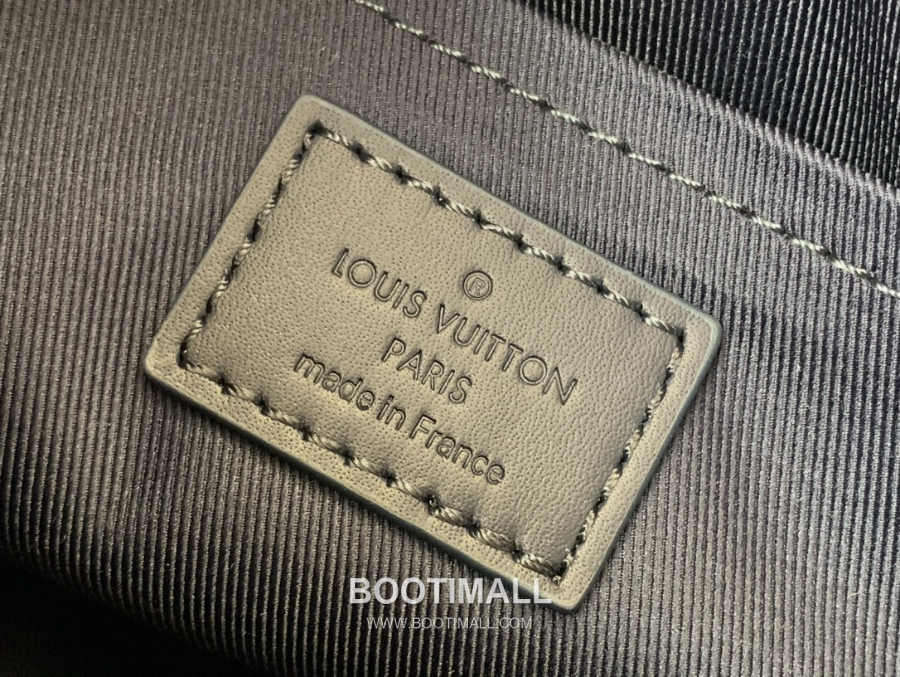 ®
LOUIS VUITTON
PARIS
made in France
BOOTIMALL
WWW.BOOTIMALL.COM